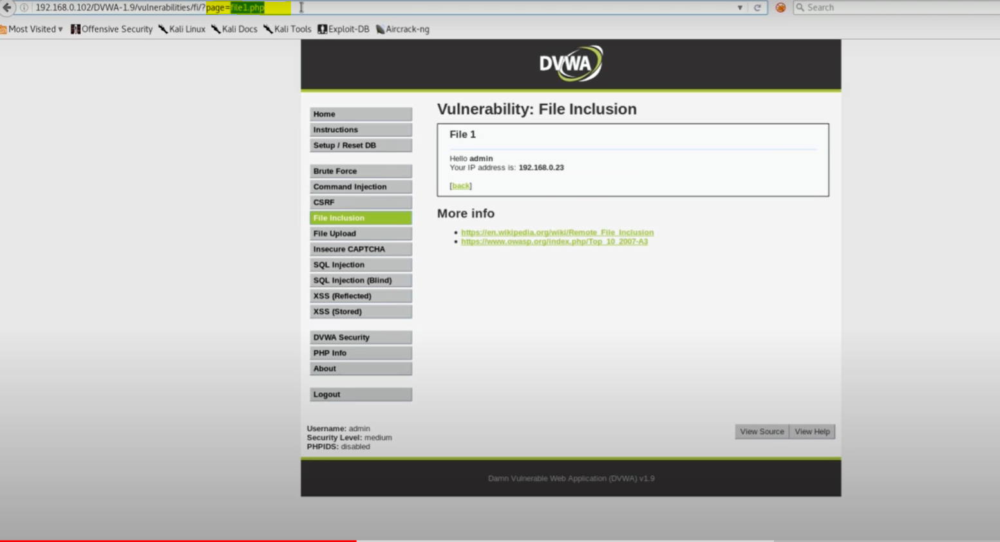 192.168.0.102/DVWA-1.9/vulnerabilities/fi/?page=file1.php
Search
Most Visited Offensive Security Kali Linux Kali Docs Kali Tools Exploit-DB Aircrack-ng
DVWA
Home
Instructions
Setup / Reset DB
Brute Force
Command Injection
CSRF
File Inclusion
File Upload
Insecure CAPTCHA
SQL Injection
SQL Injection (Blind)
XSS (Reflected)
XSS (Stored)
DVWA Security
PHP Info
About
Logout
Vulnerability: File Inclusion
File 1
Hello admin
Your IP address is: 192.168.0.23
[back]
More info
https://en.wikipedia.org/wiki/Remote_File_Inclusion
https://www.owasp.org/index.php/Top_10_2007-A3
Username: admin
Security Level: medium
PHPIDS: disabled
View Source View Help
Damn Vulnerable Web Application (DVWA) v1.9